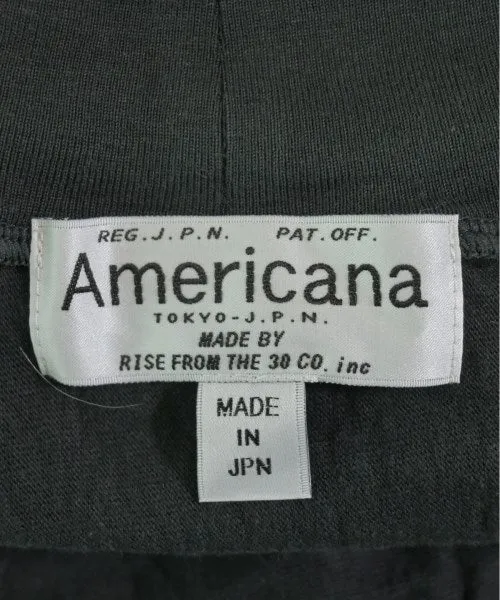 REG. J. P. N. PAT. OFF.
Americana
TOKYO-J.P.N.
MADE BY
RISE FROM THE 30 CO. inc
MADE
IN
JPN